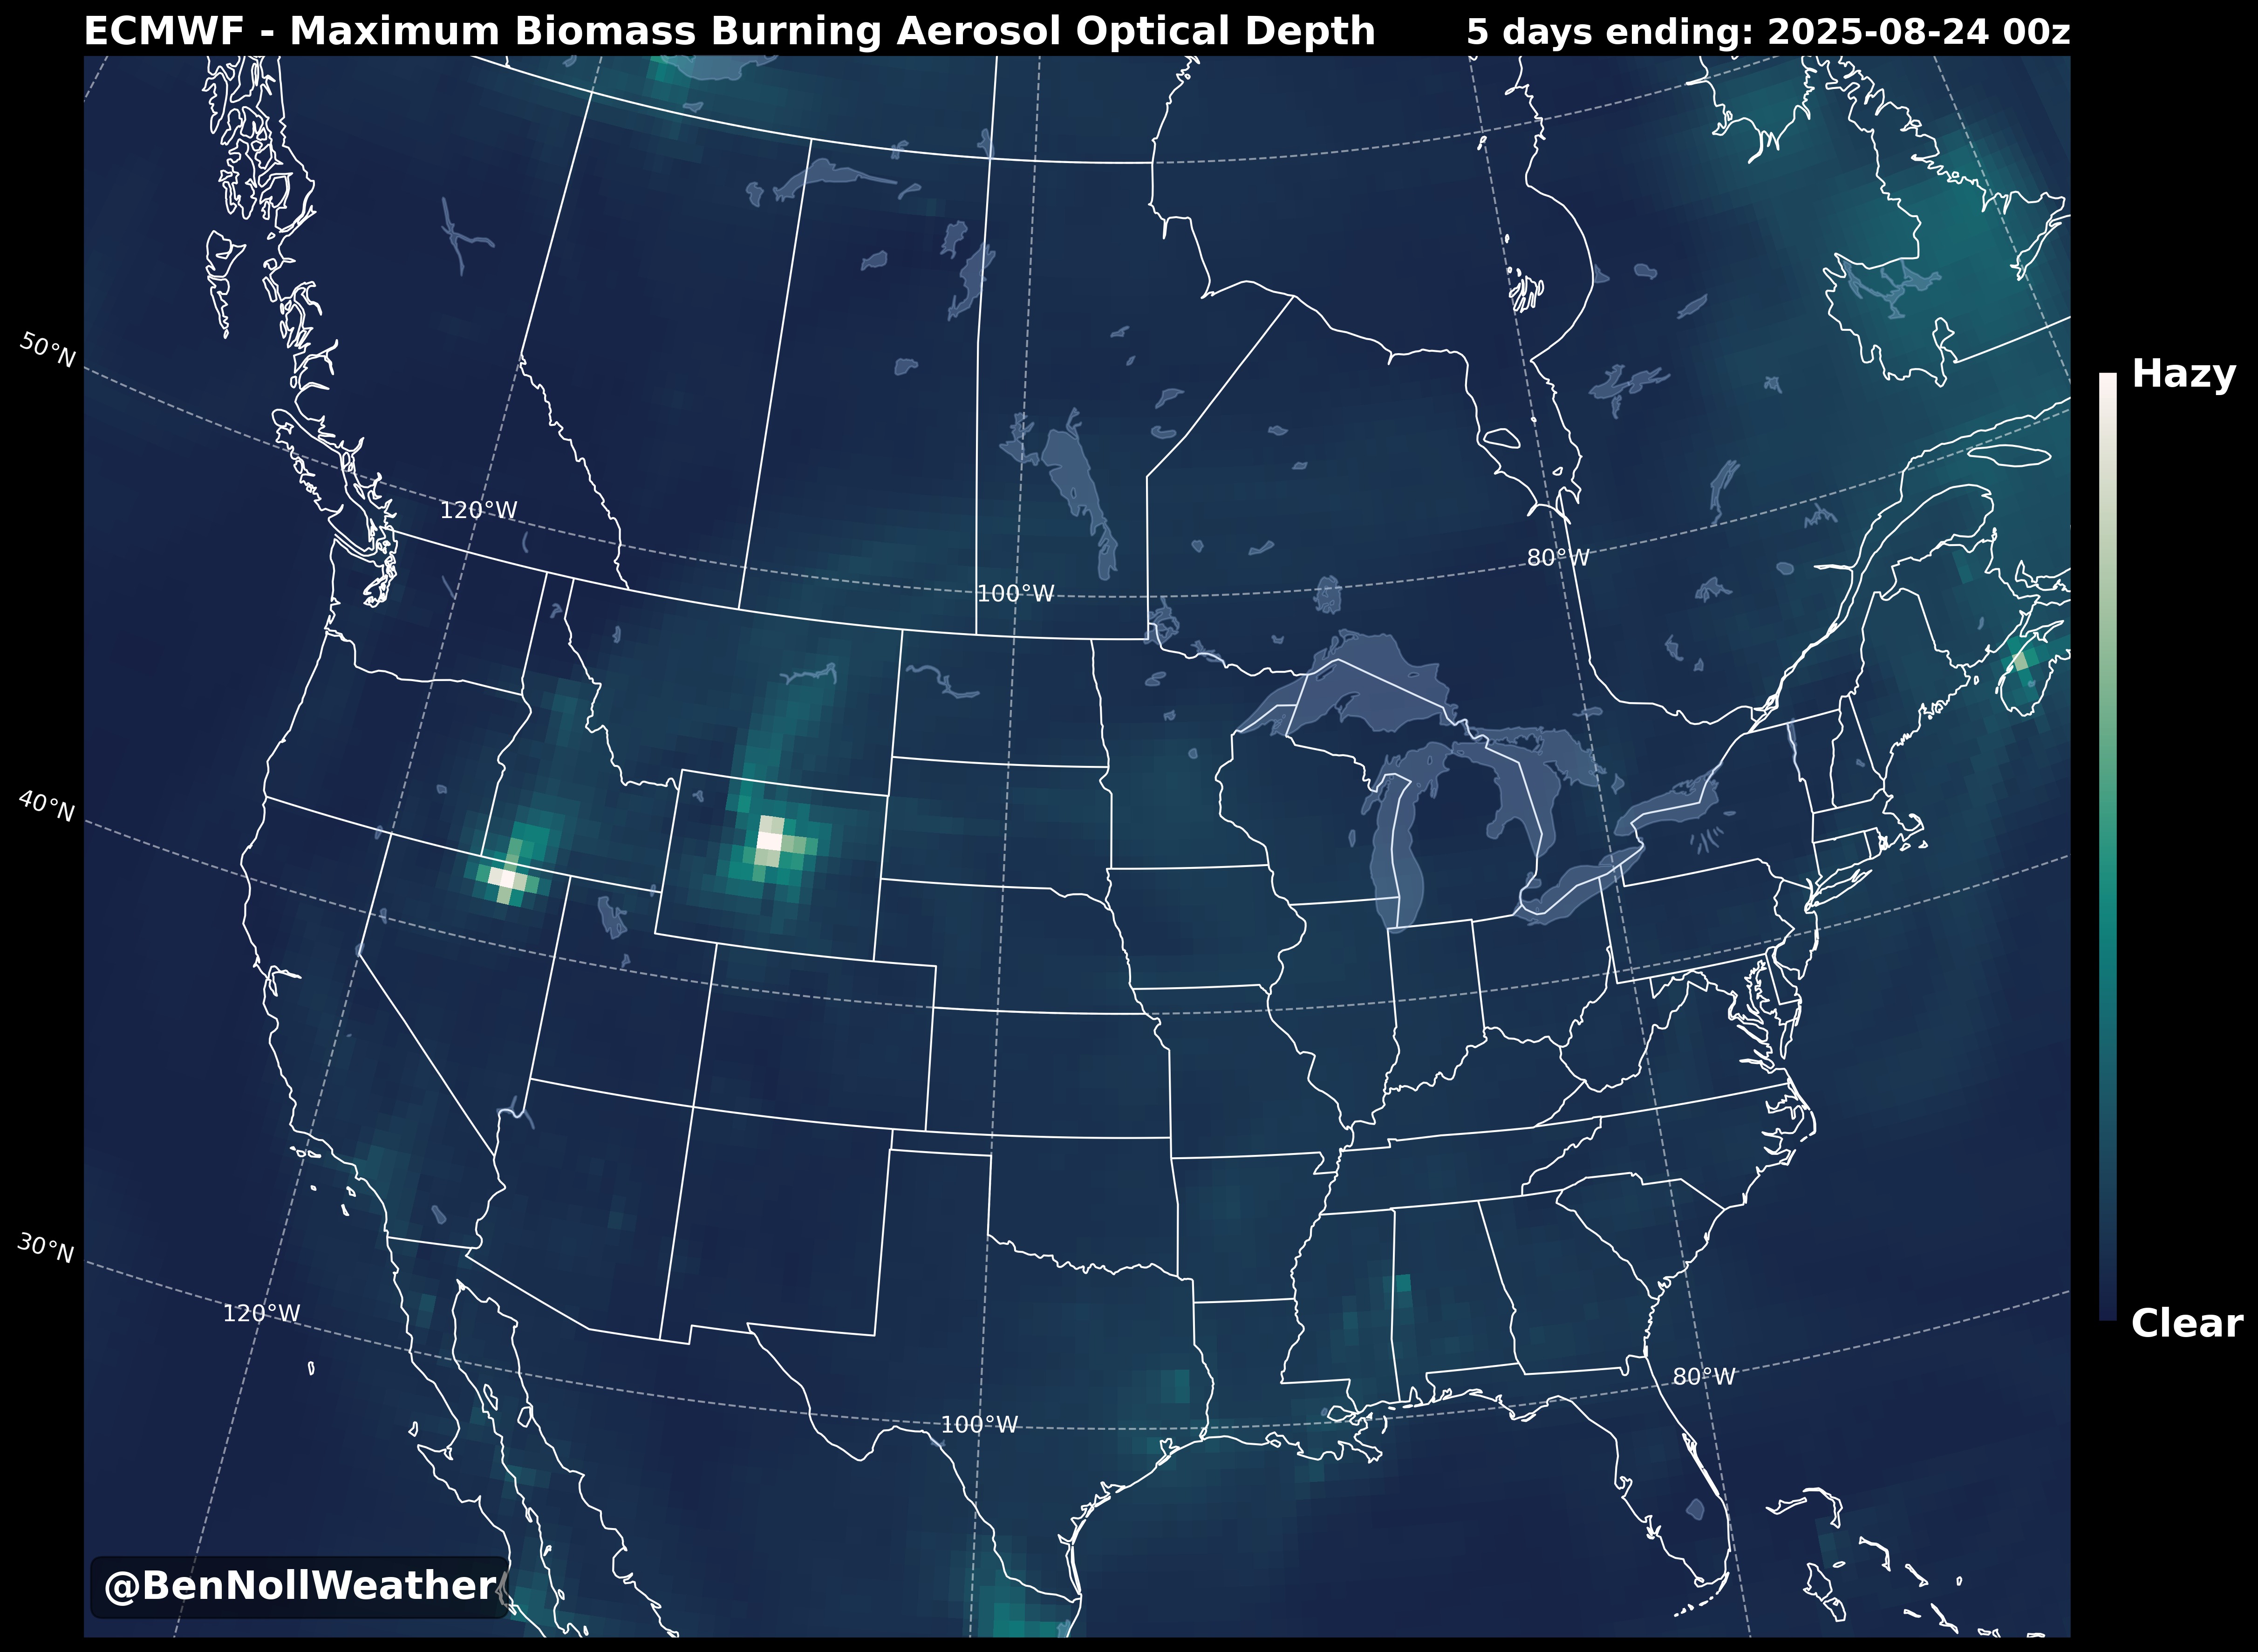 ECMWF - Maximum Biomass Burning Aerosol Optical Depth
5 days ending: 2025-08-24 00z
50°N
Hazy
120°W
80°W
100°W
40°N
30°N
120°W
Clear
80°W
100°W
@BenNollWeather